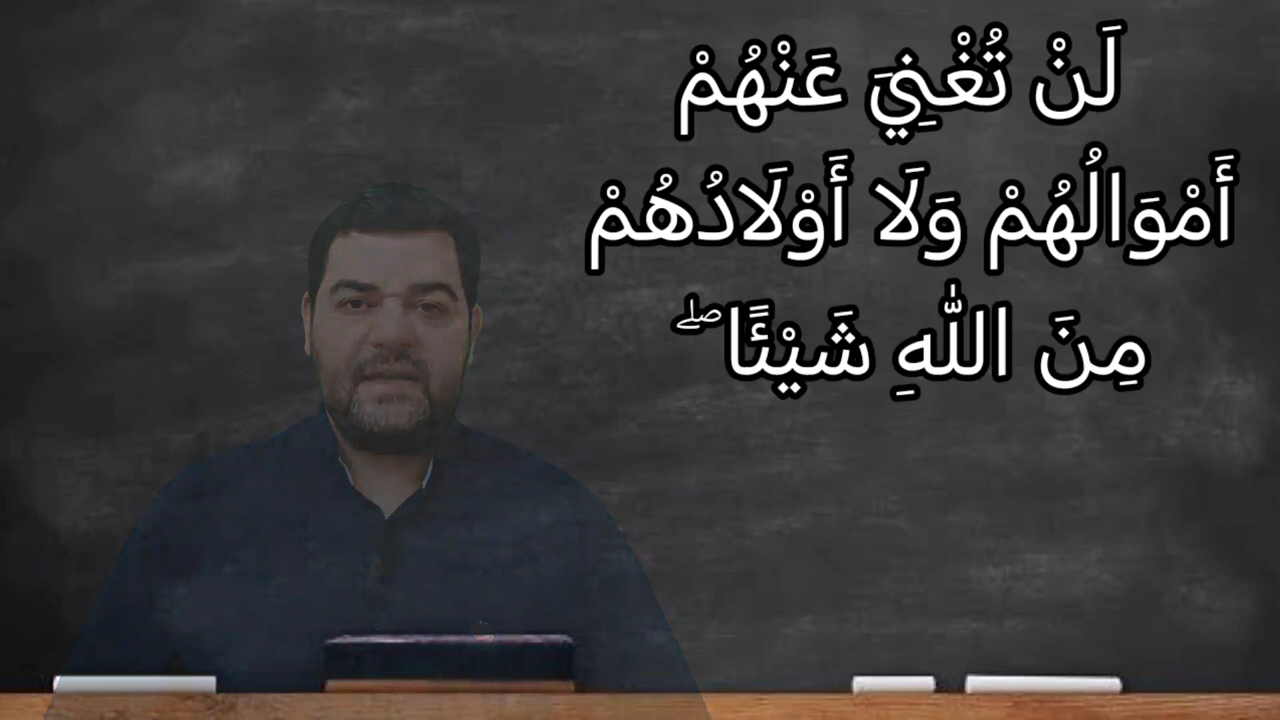 لَنْ تُغْنِيَ عَنْهُمْ
أَمْوَالُهُمْ وَلَا أَوْلَادُهُمْ
مِنَ اللَّهِ شَيْئًا ۖ